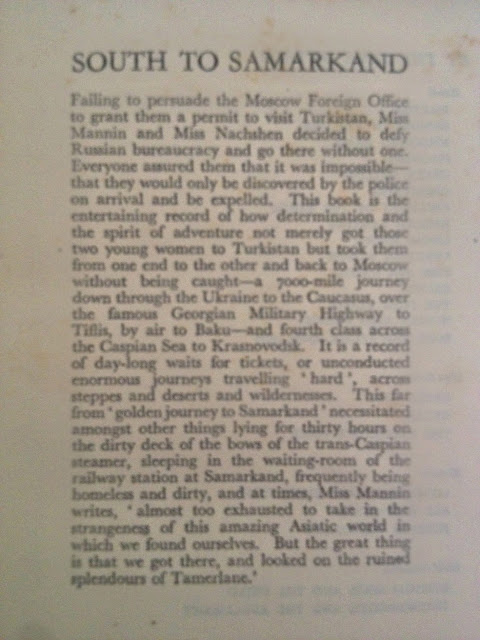 SOUTH TO SAMARKAND
Failing to persuade the Moscow Foreign Office
to grant them a permit to visit Turkistan, Miss
Mannin and Miss Nachshen decided to defy
Russian bureaucracy and go there without one.
Everyone assured them that it was impossible—
that they would only be discovered by the police
on arrival and be expelled. This book is the
entertaining record of how determination and
the spirit of adventure not merely got those
two young women to Turkistan but took them
from one end to the other and back to Moscow
without being caught—a 7000-mile journey
down through the Ukraine to the Caucasus, over
the famous Georgian Military Highway to
Tiflis, by air to Baku—and fourth class across
the Caspian Sea to Krasnovodsk. It is a record
of day-long waits for tickets, or unconducted
enormous journeys travelling ‘hard’, across
steppes and deserts and wildernesses. This far
from ‘golden journey to Samarkand’ necessitated
amongst other things lying for thirty hours on
the dirty deck of the bows of the trans-Caspian
steamer, sleeping in the waiting-room of the
railway station at Samarkand, frequently being
homeless and dirty, and at times, Miss Mannin
writes, ‘almost too exhausted to take in the
strangeness of this amazing Asiatic world in
which we found ourselves. But the great thing
is that we got there, and looked on the ruined
splendours of Tamerlane.’